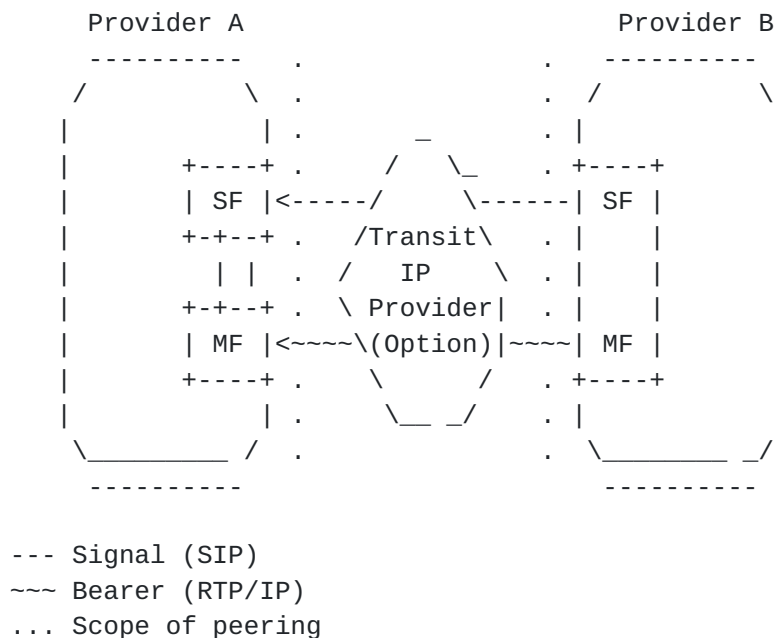 Provider A Provider B
SF SF
Transit
IP
Provider
MF (Option) MF
--- Signal (SIP)
~~~ Bearer (RTP/IP)
... Scope of peering